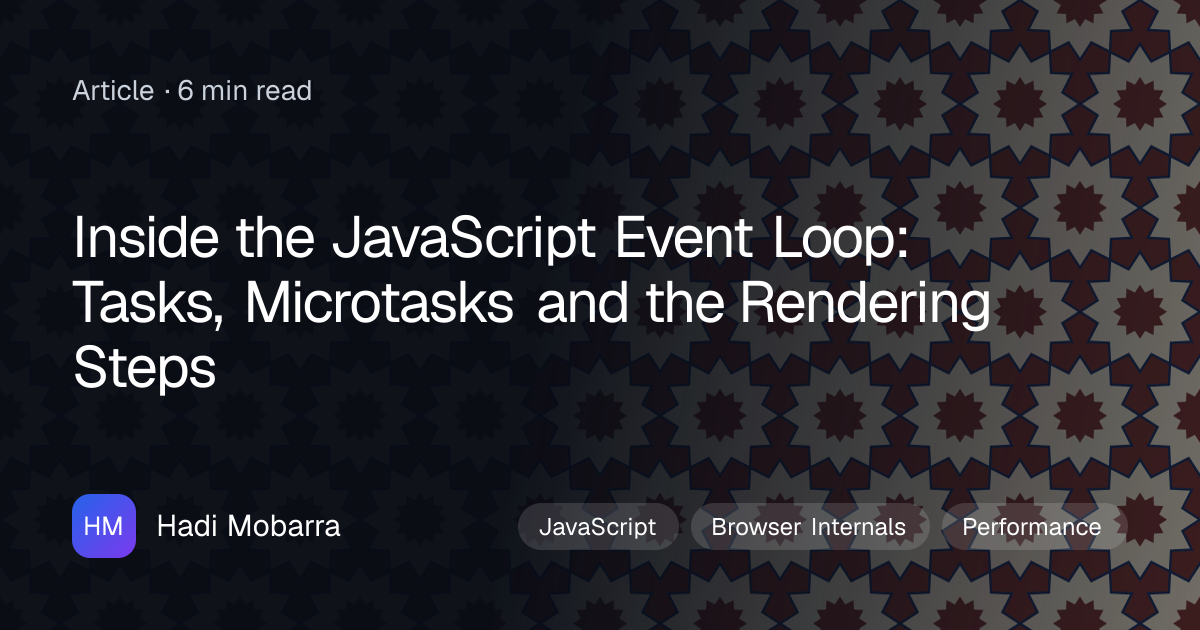 Article · 6 min read
Inside the JavaScript Event Loop:
Tasks, Microtasks and the Rendering
Steps
HM
Hadi Mobarra
JavaScript
Browser Internals
Performance